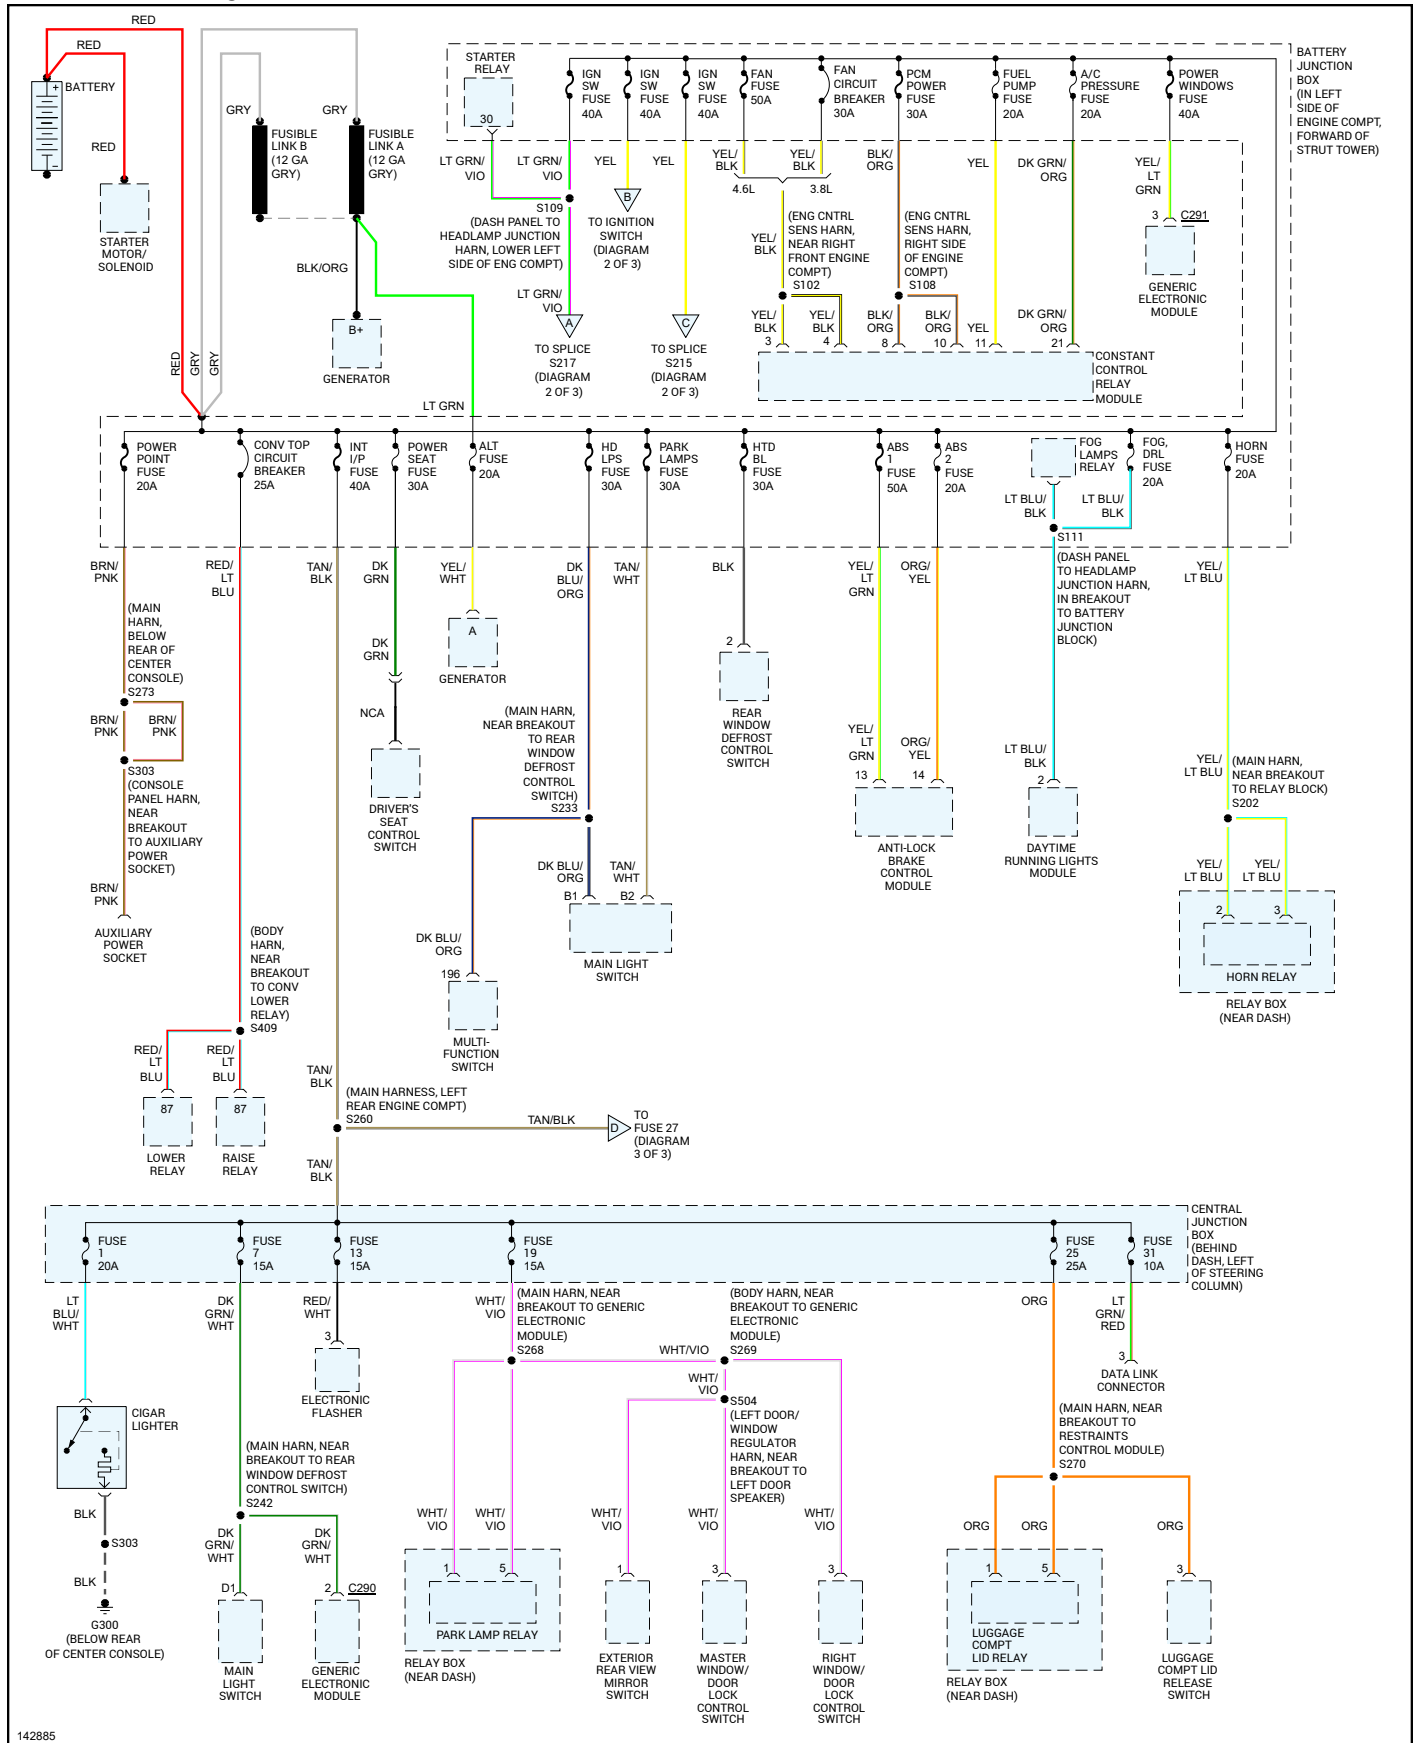 RED
RED
BATTERY
+
-
RED
STARTER
MOTOR/
SOLENOID
GRY
GRY
FUSIBLE
LINK B
(12 GA
GRY)
FUSIBLE
LINK A
(12 GA
GRY)
BLK/ORG
B+
GENERATOR
RED
GRY
GRY
LT GRN
STARTER
RELAY
30
IGN
SW
FUSE
40A
IGN
SW
FUSE
40A
IGN
SW
FUSE
40A
FAN
FUSE
50A
FAN
CIRCUIT
BREAKER
30A
PCM
POWER
FUSE
30A
FUEL
PUMP
FUSE
20A
A/C
PRESSURE
FUSE
20A
POWER
WINDOWS
FUSE
40A
BATTERY
JUNCTION
BOX
(IN LEFT
SIDE OF
ENGINE COMPT,
FORWARD OF
STRUT TOWER)
LT GRN/
VIO
LT GRN/
VIO
YEL
YEL
YEL/
BLK
YEL/
BLK
BLK/
ORG
YEL
DK GRN/
ORG
YEL/
LT
GRN
4.6L
3.8L
S109
(DASH PANEL TO
HEADLAMP JUNCTION
HARN, LOWER LEFT
SIDE OF ENG COMPT)
B
TO IGNITION
SWITCH
(DIAGRAM
2 OF 3)
YEL/
BLK
(ENG CNTRL
SENS HARN,
NEAR RIGHT
FRONT ENGINE
COMPT)
S102
(ENG CNTRL
SENS HARN,
RIGHT SIDE
OF ENGINE
COMPT)
S108
3
C291
GENERIC
ELECTRONIC
MODULE
LT GRN/
VIO
A
TO SPLICE
S217
(DIAGRAM
2 OF 3)
C
TO SPLICE
S215
(DIAGRAM
2 OF 3)
YEL/
BLK
3
YEL/
BLK
4
BLK/
ORG
8
BLK/
ORG
10
YEL
11
DK GRN/
ORG
21
CONSTANT
CONTROL
RELAY
MODULE
POWER
POINT
FUSE
20A
CONV TOP
CIRCUIT
BREAKER
25A
INT
I/P
FUSE
40A
POWER
SEAT
FUSE
30A
ALT
FUSE
20A
HD
LPS
FUSE
30A
PARK
LAMPS
FUSE
30A
HTD
BL
FUSE
30A
ABS
1
FUSE
50A
ABS
2
FUSE
20A
FOG
LAMPS
RELAY
FOG,
DRL
FUSE
20A
HORN
FUSE
20A
LT BLU/
BLK
LT BLU/
BLK
S111
(DASH PANEL
TO HEADLAMP
JUNCTION HARN,
IN BREAKOUT
TO BATTERY
JUNCTION
BLOCK)
BRN/
PNK
RED/
LT
BLU
TAN/
BLK
DK
GRN
YEL/
WHT
DK
BLU/
ORG
TAN/
WHT
BLK
YEL/
LT
GRN
ORG/
YEL
YEL/
LT BLU
(MAIN
HARN,
BELOW
REAR OF
CENTER
CONSOLE)
S273
BRN/
PNK
BRN/
PNK
S303
(CONSOLE
PANEL HARN,
NEAR
BREAKOUT
TO AUXILIARY
POWER
SOCKET)
BRN/
PNK
AUXILIARY
POWER
SOCKET
DK
GRN
NCA
DRIVER'S
SEAT
CONTROL
SWITCH
A
GENERATOR
(MAIN HARN,
NEAR BREAKOUT
TO REAR
WINDOW
DEFROST
CONTROL
SWITCH)
S233
2
REAR
WINDOW
DEFROST
CONTROL
SWITCH
YEL/
LT
GRN
13
ORG/
YEL
14
ANTI-LOCK
BRAKE
CONTROL
MODULE
LT BLU/
BLK
2
DAYTIME
RUNNING LIGHTS
MODULE
YEL/
LT BLU
(MAIN HARN,
NEAR BREAKOUT
TO RELAY BLOCK)
S202
YEL/
LT BLU
YEL/
LT BLU
2
3
HORN RELAY
RELAY BOX
(NEAR DASH)
DK BLU/
ORG
B1
TAN/
WHT
B2
MAIN LIGHT
SWITCH
DK BLU/
ORG
196
MULTI-
FUNCTION
SWITCH
(BODY
HARN,
NEAR
BREAKOUT
TO CONV
LOWER
RELAY)
S409
RED/
LT
BLU
RED/
LT
BLU
87
87
LOWER
RELAY
RAISE
RELAY
TAN/
BLK
(MAIN HARNESS, LEFT
REAR ENGINE COMPT)
S260
TAN/BLK
D
TO
FUSE 27
(DIAGRAM
3 OF 3)
TAN/
BLK
FUSE
1
20A
FUSE
7
15A
FUSE
13
15A
FUSE
19
15A
FUSE
25
25A
FUSE
31
10A
CENTRAL
JUNCTION
BOX
(BEHIND
DASH, LEFT
OF STEERING
COLUMN)
LT
BLU/
WHT
DK
GRN/
WHT
RED/
WHT
3
ELECTRONIC
FLASHER
WHT/
VIO
(MAIN HARN, NEAR
BREAKOUT TO GENERIC
ELECTRONIC
MODULE)
S268
WHT/VIO
(BODY HARN, NEAR
BREAKOUT TO GENERIC
ELECTRONIC
MODULE)
S269
WHT/
VIO
S504
(LEFT DOOR/
WINDOW
REGULATOR
HARN, NEAR
BREAKOUT TO
LEFT DOOR
SPEAKER)
ORG
LT
GRN/
RED
3
DATA LINK
CONNECTOR
(MAIN HARN, NEAR
BREAKOUT TO
RESTRAINTS
CONTROL MODULE)
S270
CIGAR
LIGHTER
BLK
S303
BLK
G300
(BELOW REAR
OF CENTER CONSOLE)
(MAIN HARN, NEAR
BREAKOUT TO REAR
WINDOW DEFROST
CONTROL SWITCH)
S242
DK
GRN/
WHT
DK
GRN/
WHT
D1
2
C290
MAIN
LIGHT
SWITCH
GENERIC
ELECTRONIC
MODULE
WHT/
VIO
WHT/
VIO
1
5
PARK LAMP RELAY
RELAY BOX
(NEAR DASH)
WHT/
VIO
1
EXTERIOR
REAR VIEW
MIRROR
SWITCH
WHT/
VIO
3
MASTER
WINDOW/
DOOR
LOCK
CONTROL
SWITCH
WHT/
VIO
3
RIGHT
WINDOW/
DOOR
LOCK
CONTROL
SWITCH
ORG
ORG
ORG
1
5
LUGGAGE
COMPT
LID RELAY
RELAY BOX
(NEAR DASH)
3
LUGGAGE
COMPT LID
RELEASE
SWITCH
142885